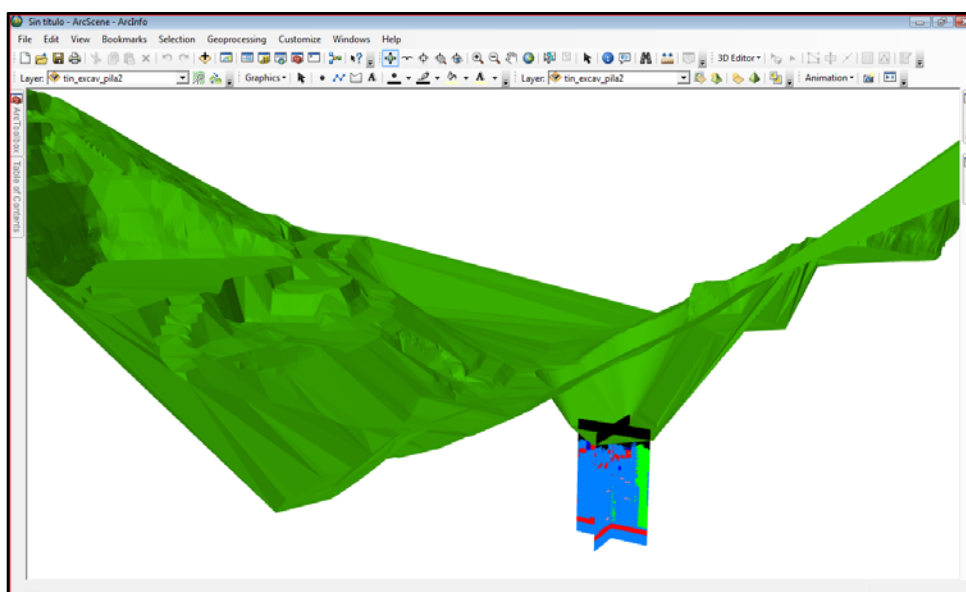 Sin título - ArcScene - ArcInfo
File Edit View Bookmarks Selection Geoprocessing Customize Windows Help
3D Editor
Layer: tin_excav_pila2 Graphics A A Layer: tin_excav_pila2 Animation
ArcToolbox
Table of Contents